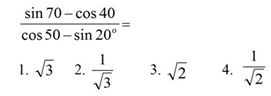 sin 70 – cos 40
cos 50 – sin 20° =
1. √3 2. 1/√3 3. √2 4. 1/√2